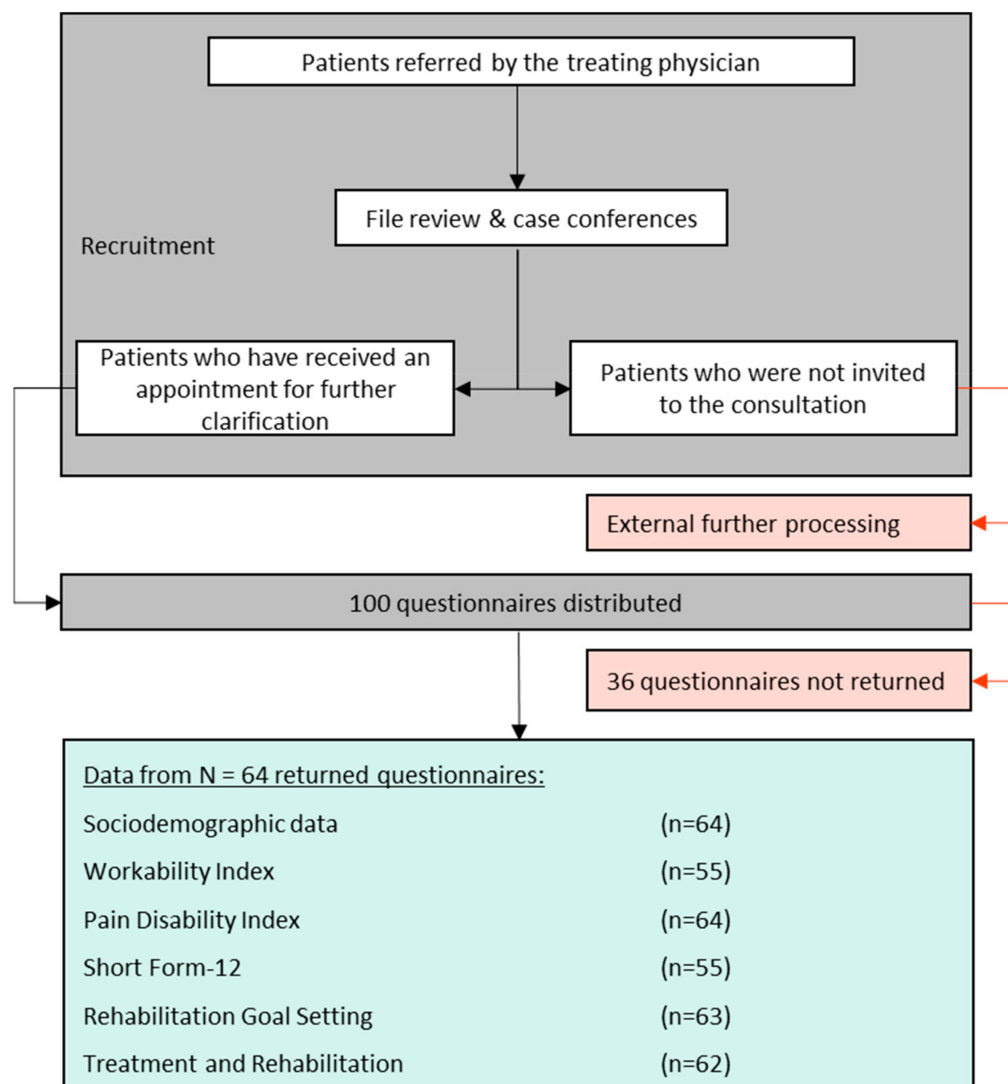 Patients referred by the treating physician
File review & case conferences
Recruitment
Patients who have received an
appointment for further
clarification
Patients who were not invited
to the consultation
External further processing
100 questionnaires distributed
36 questionnaires not returned
Data from N = 64 returned questionnaires:
Sociodemographic data (n=64)
Workability Index (n=55)
Pain Disability Index (n=64)
Short Form-12 (n=55)
Rehabilitation Goal Setting (n=63)
Treatment and Rehabilitation (n=62)